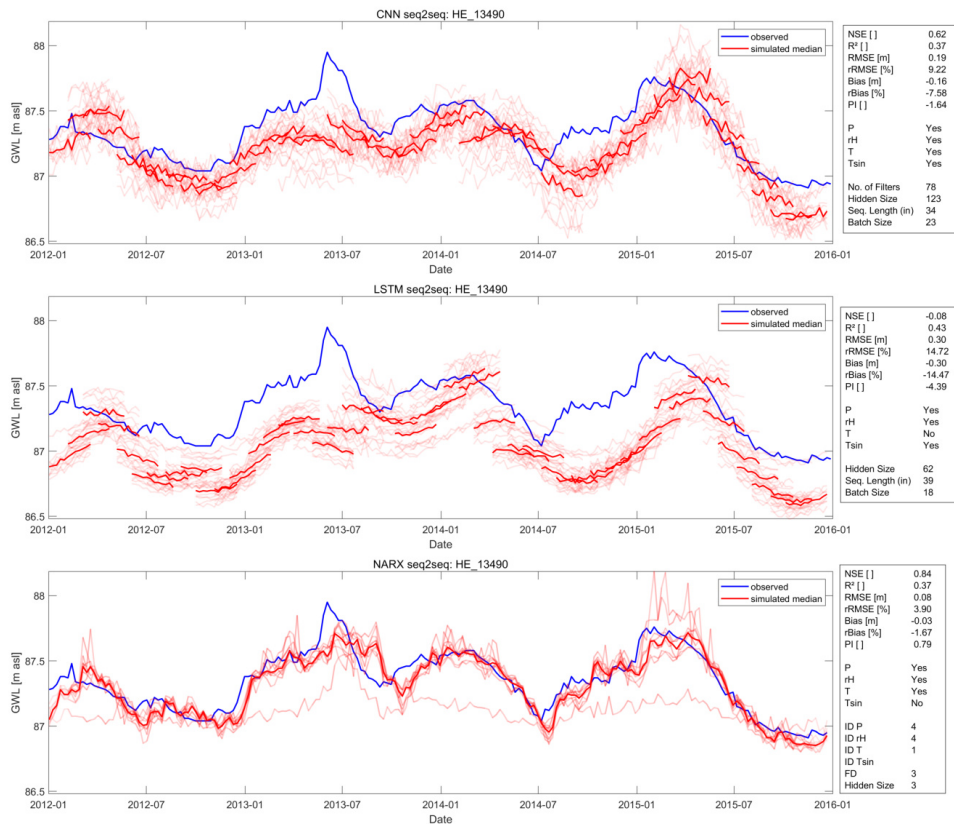 CNN seq2seq: HE_13490
88
87.5
87
86.5
GWL [m asl]
observed
simulated median
2012-01 2012-07 2013-01 2013-07 2014-01 2014-07 2015-01 2015-07 2016-01
Date
NSE [ ] 0.62
R² [ ] 0.37
RMSE [m] 0.19
rRMSE [%] 9.22
Bias [m] -0.16
rBias [%] -7.58
PI [ ] -1.64
P Yes
rH Yes
T Yes
Tsin Yes
No. of Filters 78
Hidden Size 123
Seq. Length (in) 34
Batch Size 23
LSTM seq2seq: HE_13490
88
87.5
87
86.5
GWL [m asl]
observed
simulated median
2012-01 2012-07 2013-01 2013-07 2014-01 2014-07 2015-01 2015-07 2016-01
Date
NSE [ ] -0.08
R² [ ] 0.43
RMSE [m] 0.30
rRMSE [%] 14.72
Bias [m] -0.30
rBias [%] -14.47
PI [ ] -4.39
P Yes
rH Yes
T No
Tsin Yes
Hidden Size 62
Seq. Length (in) 39
Batch Size 18
NARX seq2seq: HE_13490
88
87.5
87
86.5
GWL [m asl]
observed
simulated median
2012-01 2012-07 2013-01 2013-07 2014-01 2014-07 2015-01 2015-07 2016-01
Date
NSE [ ] 0.84
R² [ ] 0.37
RMSE [m] 0.08
rRMSE [%] 3.90
Bias [m] -0.03
rBias [%] -1.67
PI [ ] 0.79
P Yes
rH Yes
T Yes
Tsin No
ID P 4
ID rH 4
ID T 1
ID Tsin
FD 3
Hidden Size 3